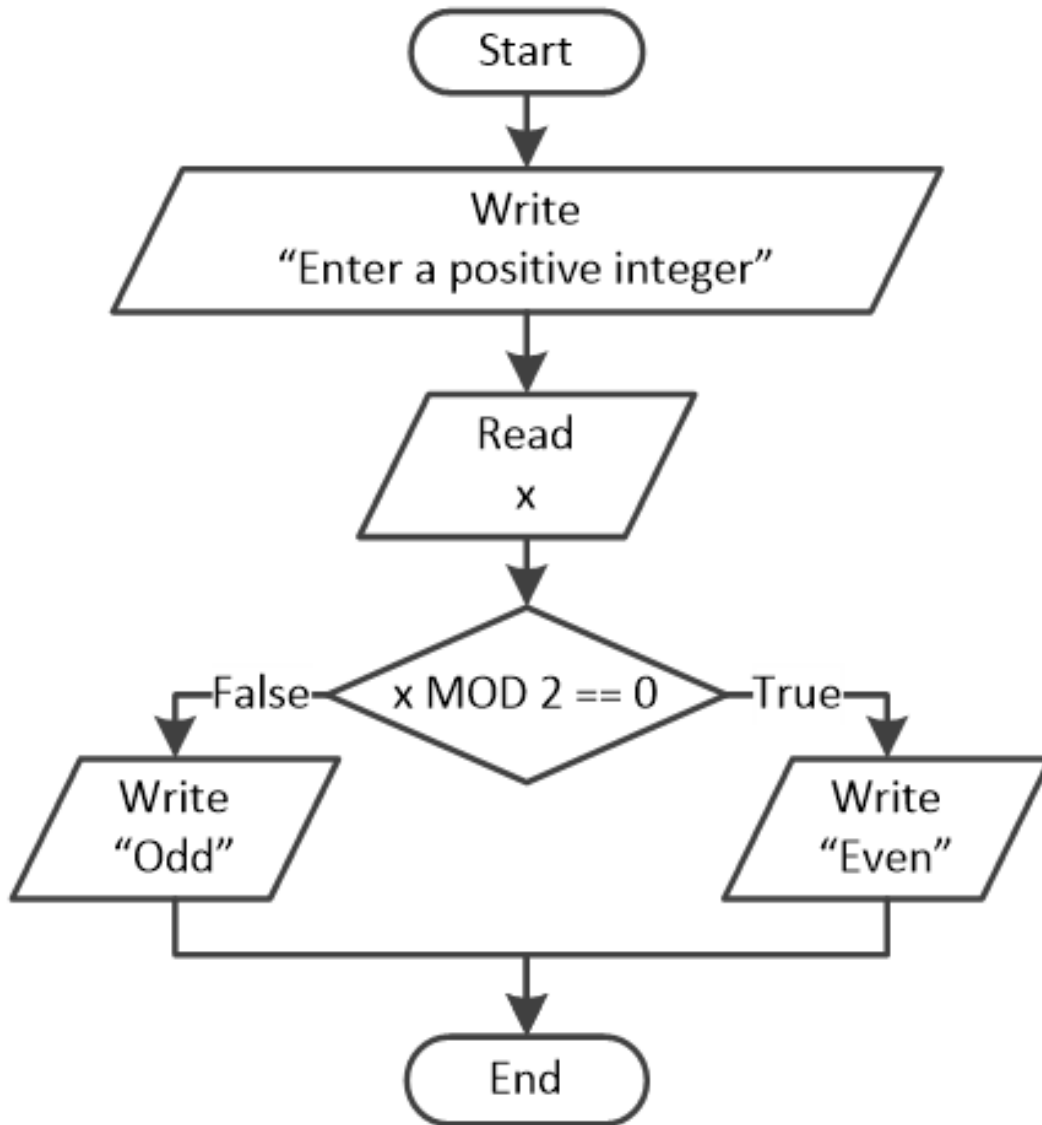 Start
Write
“Enter a positive integer”
Read
x
False
x MOD 2 == 0
True
Write
“Odd”
Write
“Even”
End